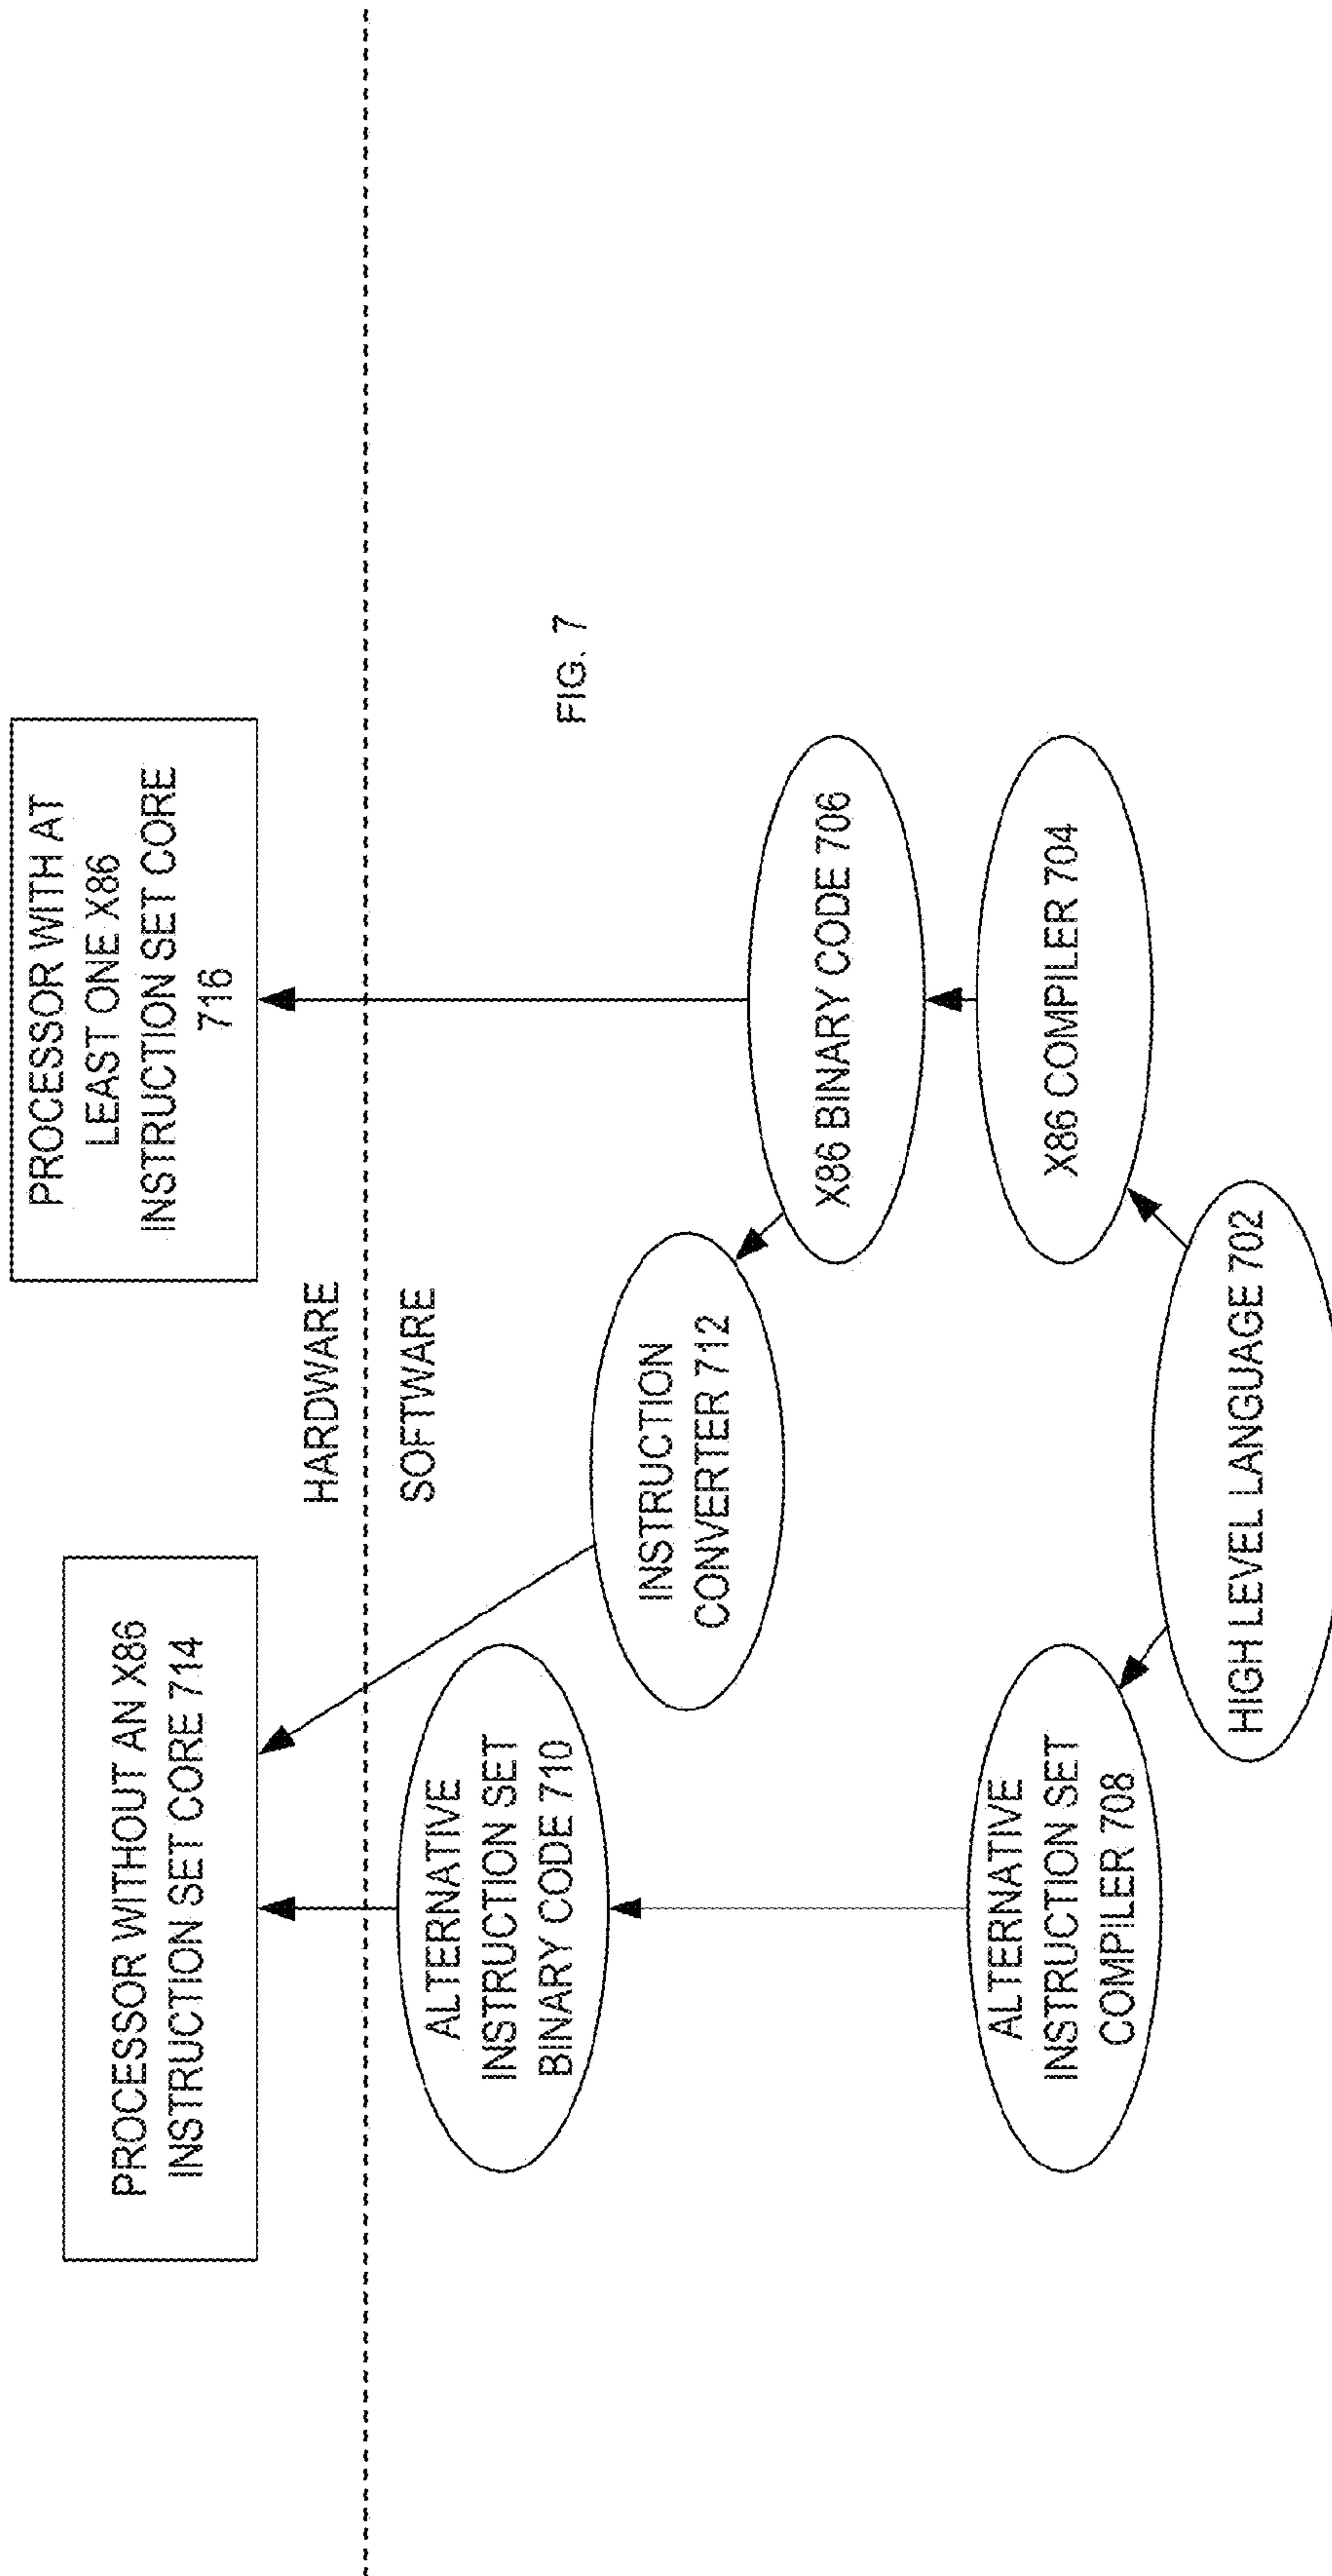 PROCESSOR WITHOUT AN X86
INSTRUCTION SET CORE 714
PROCESSOR WITH AT
LEAST ONE X86
INSTRUCTION SET CORE
716
HARDWARE
SOFTWARE
ALTERNATIVE
INSTRUCTION SET
BINARY CODE 710
INSTRUCTION
CONVERTER 712
FIG. 7
X86 BINARY CODE 706
ALTERNATIVE
INSTRUCTION SET
COMPILER 708
X86 COMPILER 704
HIGH LEVEL LANGUAGE 702